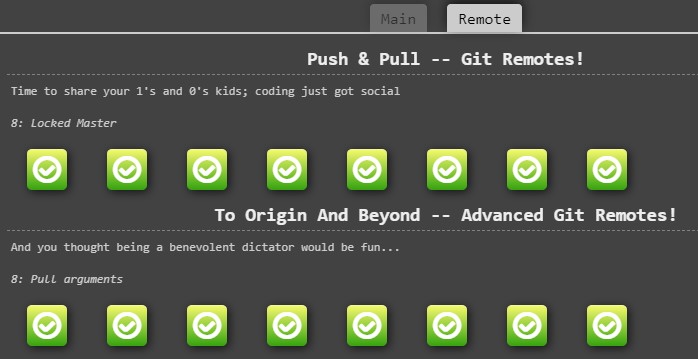 Main Remote
Push & Pull -- Git Remotes!
Time to share your 1's and 0's kids; coding just got social
8: Locked Master
To Origin And Beyond -- Advanced Git Remotes!
And you thought being a benevolent dictator would be fun...
8: Pull arguments